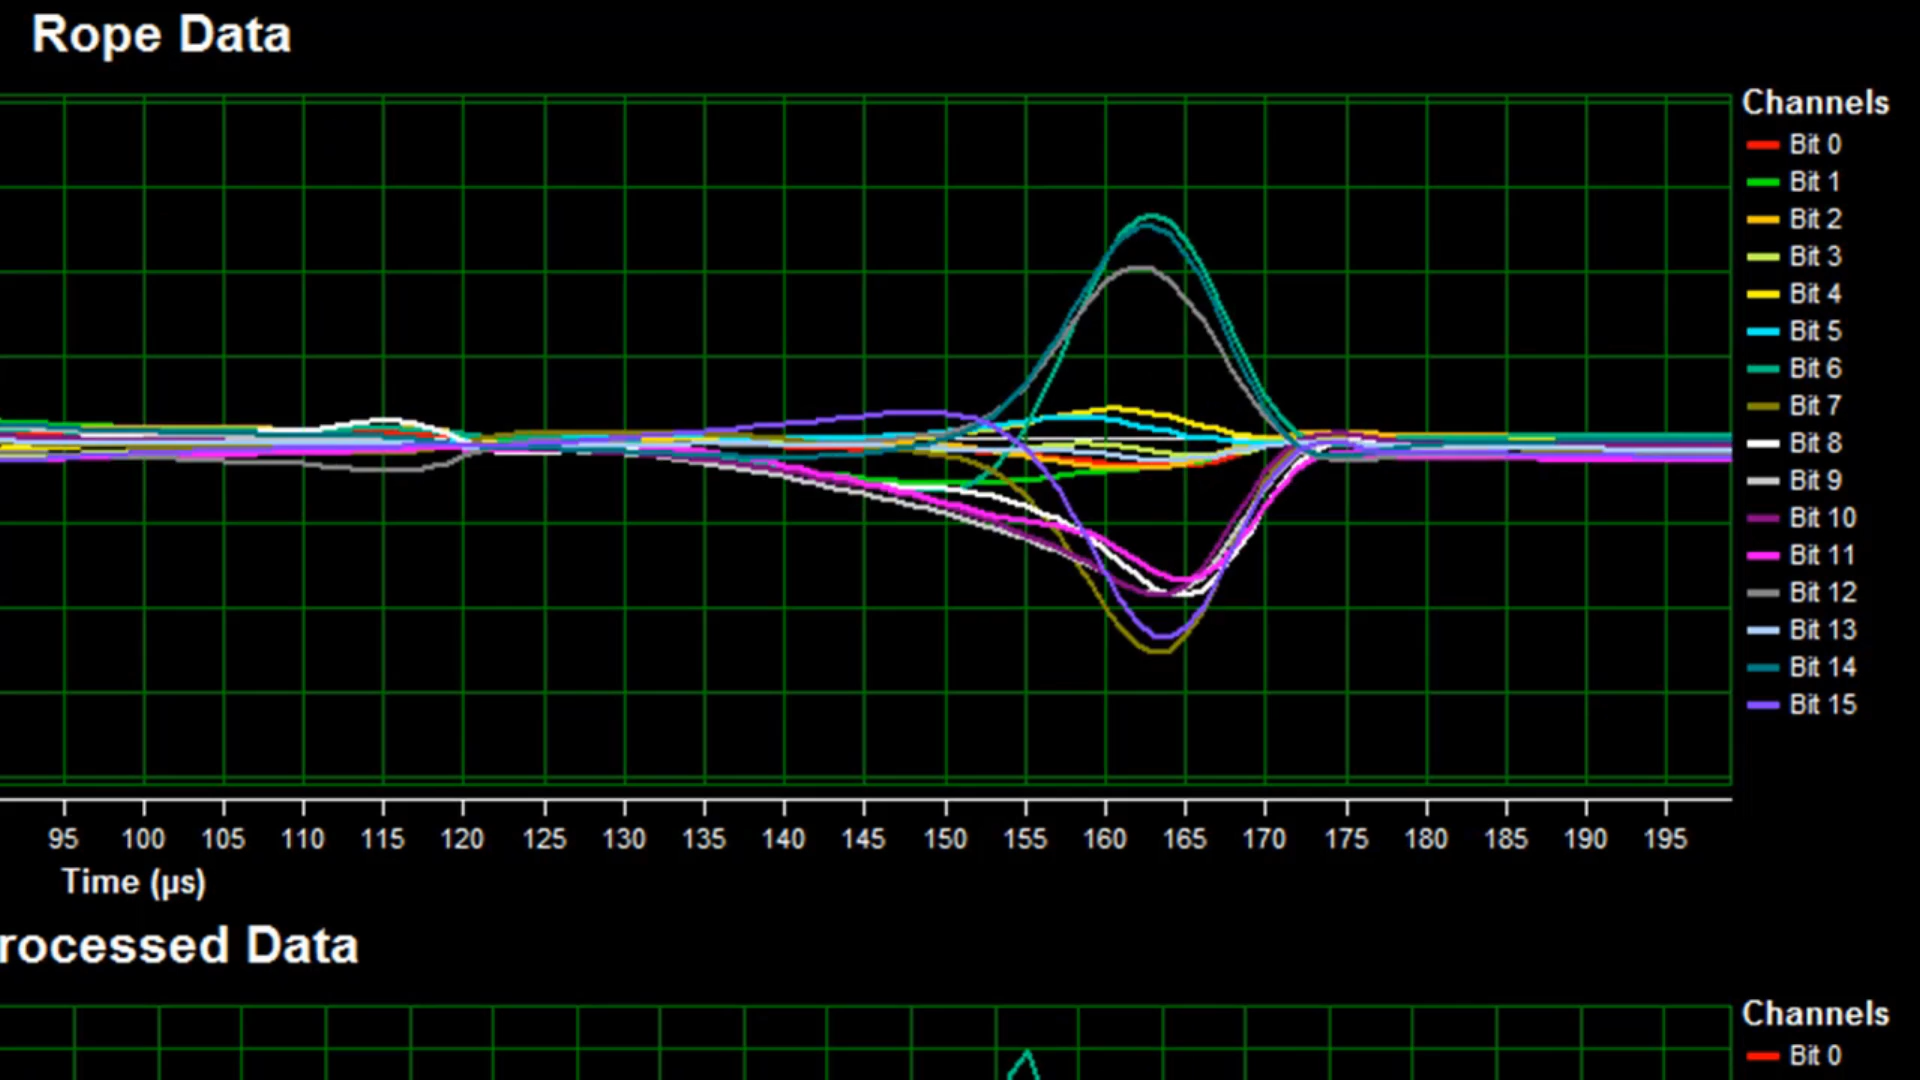 Rope Data
Channels
Bit 0
Bit 1
Bit 2
Bit 3
Bit 4
Bit 5
Bit 6
Bit 7
Bit 8
Bit 9
Bit 10
Bit 11
Bit 12
Bit 13
Bit 14
Bit 15
95 100 105 110 115 120 125 130 135 140 145 150 155 160 165 170 175 180 185 190 195
Time (µs)
rocessed Data
Channels
Bit 0